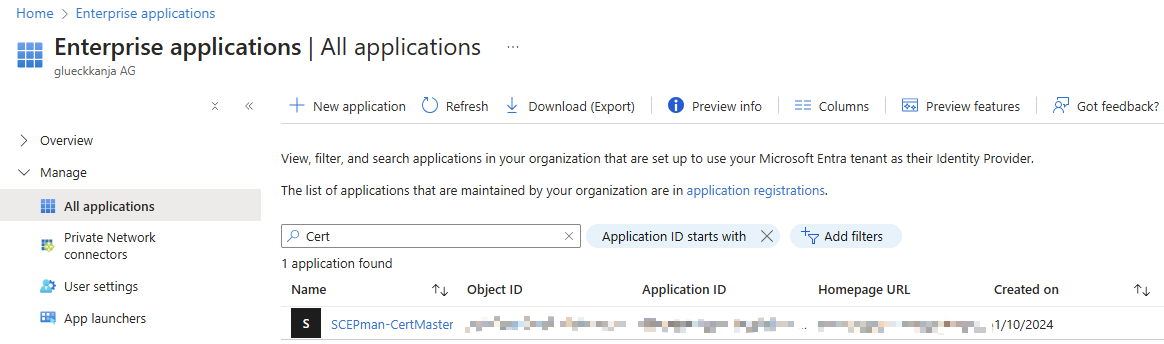 Home > Enterprise applications
Enterprise applications | All applications ...
glueckkanja AG
New application Refresh Download (Export) Preview info Columns Preview features Got feedback?
Overview
Manage
All applications
Private Network
connectors
User settings
App launchers
View, filter, and search applications in your organization that are set up to use your Microsoft Entra tenant as their Identity Provider.
The list of applications that are maintained by your organization are in application registrations.
Cert Application ID starts with Add filters
1 application found
Name Object ID Application ID Homepage URL Created on
S SCEPman-CertMaster .. 1/10/2024